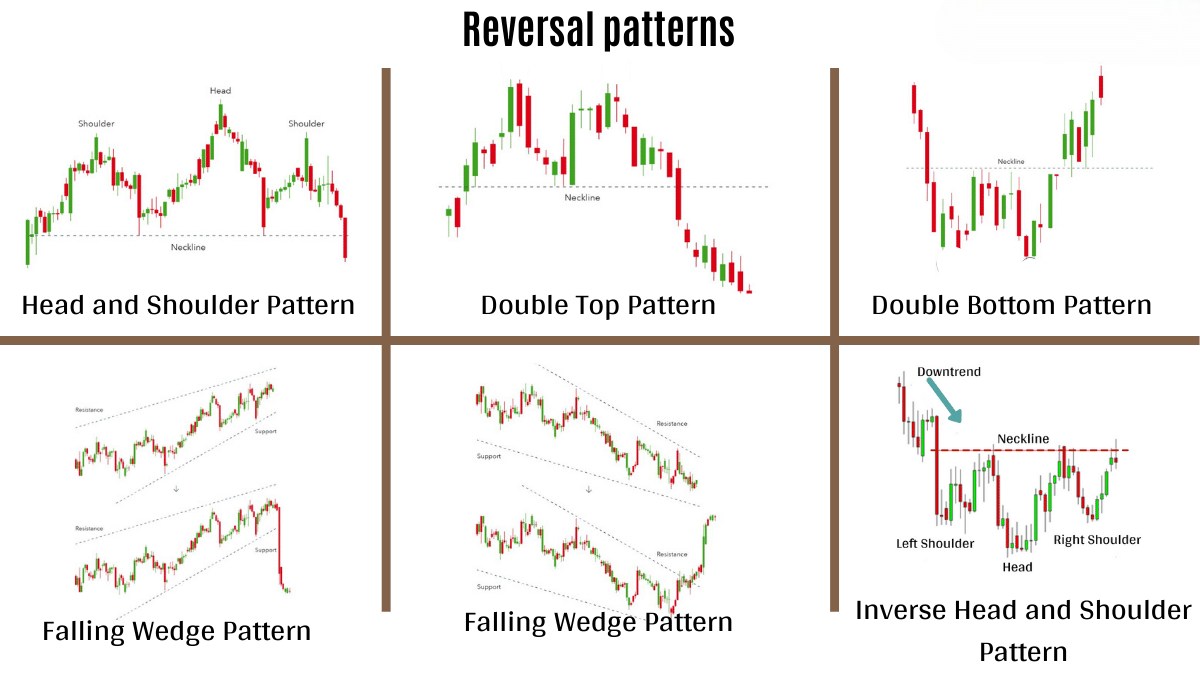 Reversal patterns
Head
Shoulder
Shoulder
Neckline
Head and Shoulder Pattern
Neckline
Double Top Pattern
Neckline
Double Bottom Pattern
Resistance
Support
Resistance
Support
Falling Wedge Pattern
Resistance
Support
Resistance
Support
Falling Wedge Pattern
Downtrend
Neckline
Left Shoulder
Right Shoulder
Head
Inverse Head and Shoulder
Pattern